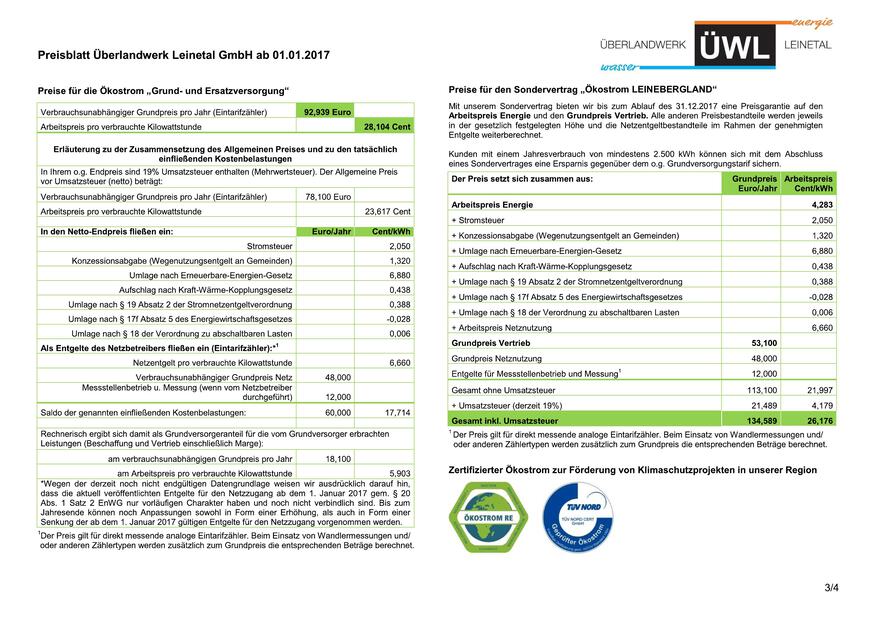 Preisblatt Überlandwerk Leinetal GmbH ab 01.01.2017
energie
ÜBERLANDWERK ÜWL LEINETAL
wasser
Preise für die Ökostrom „Grund- und Ersatzversorgung“
Verbrauchsunabhängiger Grundpreis pro Jahr (Eintarifzähler) 92,939 Euro
Arbeitspreis pro verbrauchte Kilowattstunde 28,104 Cent
Erläuterung zu der Zusammensetzung des Allgemeinen Preises und zu den tatsächlich
einfließenden Kostenbelastungen
In Ihrem o.g. Endpreis sind 19% Umsatzsteuer enthalten (Mehrwertsteuer). Der Allgemeine Preis
vor Umsatzsteuer (netto) beträgt:
Verbrauchsunabhängiger Grundpreis pro Jahr (Eintarifzähler) 78,100 Euro
Arbeitspreis pro verbrauchte Kilowattstunde 23,617 Cent
In den Netto-Endpreis fließen ein: Euro/Jahr Cent/kWh
Stromsteuer 2,050
Konzessionsabgabe (Wegenutzungsentgelt an Gemeinden) 1,320
Umlage nach Erneuerbare-Energien-Gesetz 6,880
Aufschlag nach Kraft-Wärme-Kopplungsgesetz 0,438
Umlage nach § 19 Absatz 2 der Stromnetzentgeltverordnung 0,388
Umlage nach § 17f Absatz 5 des Energiewirtschaftsgesetzes -0,028
Umlage nach § 18 der Verordnung zu abschaltbaren Lasten 0,006
Als Entgelte des Netzbetreibers fließen ein (Eintarifzähler):*1
Netzentgelt pro verbrauchte Kilowattstunde 6,660
Verbrauchsunabhängiger Grundpreis Netz 48,000
Messstellenbetrieb u. Messung (wenn vom Netzbetreiber
durchgeführt) 12,000
Saldo der genannten einfließenden Kostenbelastungen: 60,000 17,714
Rechnerisch ergibt sich damit als Grundversorgeranteil für die vom Grundversorger erbrachten
Leistungen (Beschaffung und Vertrieb einschließlich Marge):
am verbrauchsunabhängigen Grundpreis pro Jahr 18,100
am Arbeitspreis pro verbrauchte Kilowattstunde 5,903
*Wegen der derzeit noch nicht endgültigen Datengrundlage weisen wir ausdrücklich darauf hin,
dass die aktuell veröffentlichten Entgelte für den Netzzugang ab dem 1. Januar 2017 gem. § 20
Abs. 1 Satz 2 EnWG nur vorläufigen Charakter haben und noch nicht verbindlich sind. Bis zum
Jahresende können noch Anpassungen sowohl in Form einer Erhöhung, als auch in Form einer
Senkung der ab dem 1. Januar 2017 gültigen Entgelte für den Netzzugang vorgenommen werden.
1Der Preis gilt für direkt messende analoge Eintarifzähler. Beim Einsatz von Wandlermessungen und/
oder anderen Zählertypen werden zusätzlich zum Grundpreis die entsprechenden Beträge berechnet.
Preise für den Sondervertrag „Ökostrom LEINEBERGLAND“
Mit unserem Sondervertrag bieten wir bis zum Ablauf des 31.12.2017 eine Preisgarantie auf den
Arbeitspreis Energie und den Grundpreis Vertrieb. Alle anderen Preisbestandteile werden jeweils
in der gesetzlich festgelegten Höhe und die Netzentgeltbestandteile im Rahmen der genehmigten
Entgelte weiterberechnet.
Kunden mit einem Jahresverbrauch von mindestens 2.500 kWh können sich mit dem Abschluss
eines Sondervertrages eine Ersparnis gegenüber dem o.g. Grundversorgungstarif sichern.
Der Preis setzt sich zusammen aus: Grundpreis Arbeitspreis
Euro/Jahr Cent/kWh
Arbeitspreis Energie 4,283
+ Stromsteuer 2,050
+ Konzessionsabgabe (Wegenutzungsentgelt an Gemeinden) 1,320
+ Umlage nach Erneuerbare-Energien-Gesetz 6,880
+ Aufschlag nach Kraft-Wärme-Kopplungsgesetz 0,438
+ Umlage nach § 19 Absatz 2 der Stromnetzentgeltverordnung 0,388
+ Umlage nach § 17f Absatz 5 des Energiewirtschaftsgesetzes -0,028
+ Umlage nach § 18 der Verordnung zu abschaltbaren Lasten 0,006
+ Arbeitspreis Netznutzung 6,660
Grundpreis Vertrieb 53,100
Grundpreis Netznutzung 48,000
Entgelte für Messstellenbetrieb und Messung1 12,000
Gesamt ohne Umsatzsteuer 113,100 21,997
+ Umsatzsteuer (derzeit 19%) 21,489 4,179
Gesamt inkl. Umsatzsteuer 134,589 26,176
1 Der Preis gilt für direkt messende analoge Eintarifzähler. Beim Einsatz von Wandlermessungen und/
oder anderen Zählertypen werden zusätzlich zum Grundpreis die entsprechenden Beträge berechnet.
Zertifizierter Ökostrom zur Förderung von Klimaschutzprojekten in unserer Region
ÖKOSTROM RE
TÜV NORD
TÜV NORD CERT
GmbH
Geprüfter Ökostrom
3/4